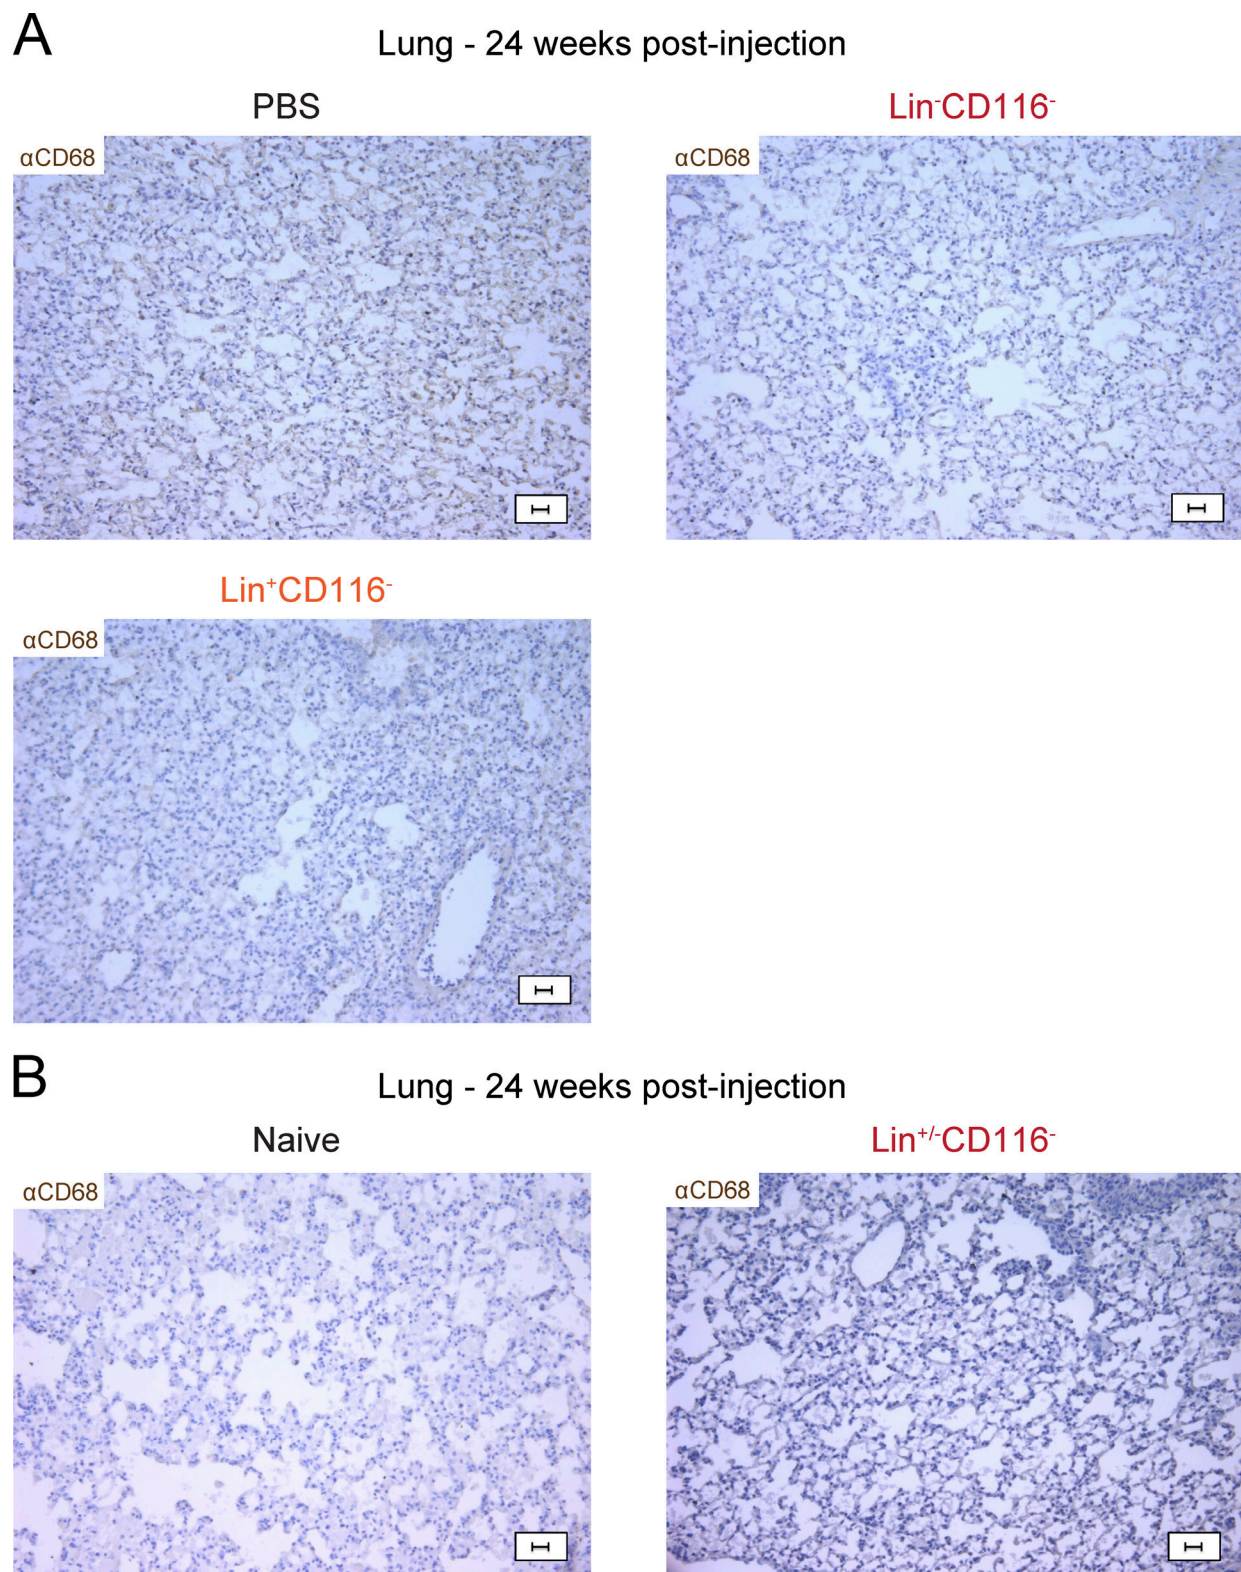 A
Lung - 24 weeks post-injection
PBS
Lin⁻CD116⁻
αCD68
αCD68
Lin⁺CD116⁻
αCD68
B
Lung - 24 weeks post-injection
Naive
Lin⁺/⁻CD116⁻
αCD68
αCD68